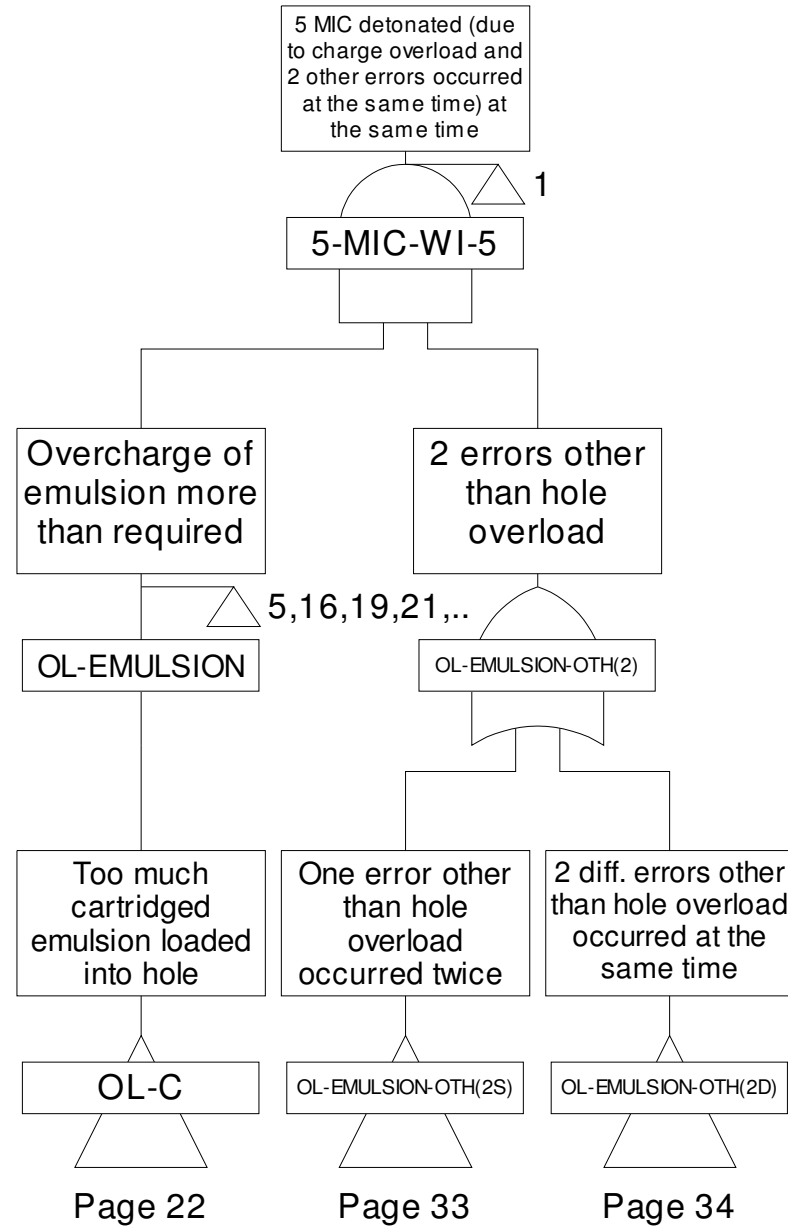 5 MIC detonated (due
to charge overload and
2 other errors occurred
at the same time) at
the same time
1
5-MIC-WI-5
Overcharge of
emulsion more
than required
2 errors other
than hole
overload
5,16,19,21,..
OL-EMULSION
OL-EMULSION-OTH(2)
Too much
cartridged
emulsion loaded
into hole
One error other
than hole
overload
occurred twice
2 diff. errors other
than hole overload
occurred at the
same time
OL-C
OL-EMULSION-OTH(2S)
OL-EMULSION-OTH(2D)
Page 22
Page 33
Page 34